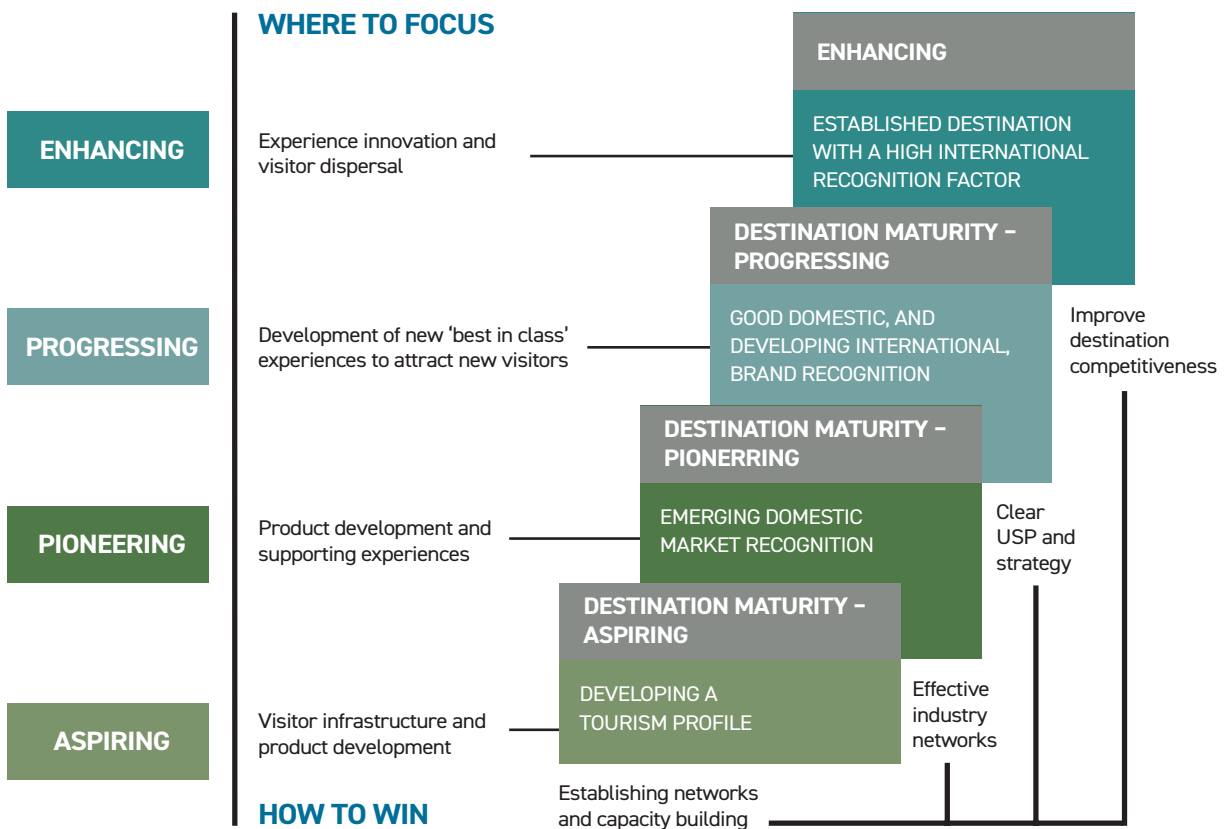 WHERE TO FOCUS
ENHANCING
ENHANCING
Experience innovation and
visitor dispersal
ESTABLISHED DESTINATION
WITH A HIGH INTERNATIONAL
RECOGNITION FACTOR
DESTINATION MATURITY –
PROGRESSING
PROGRESSING
Development of new ‘best in class’
experiences to attract new visitors
GOOD DOMESTIC, AND
DEVELOPING INTERNATIONAL,
BRAND RECOGNITION
Improve
destination
competitiveness
DESTINATION MATURITY –
PIONERRING
PIONEERING
Product development and
supporting experiences
EMERGING DOMESTIC
MARKET RECOGNITION
Clear
USP and
strategy
DESTINATION MATURITY –
ASPIRING
ASPIRING
Visitor infrastructure and
product development
DEVELOPING A
TOURISM PROFILE
Effective
industry
networks
HOW TO WIN
Establishing networks
and capacity building